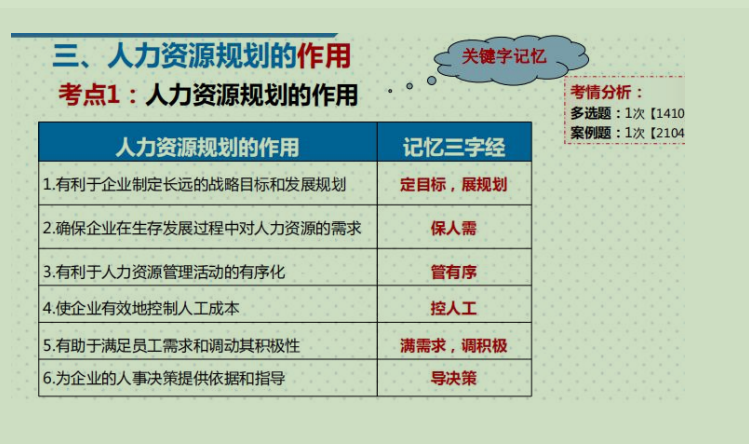 三、人力资源规划的作用
关键字记忆
考点1：人力资源规划的作用
考情分析：
多选题：1次【1410
案例题：1次【2104
人力资源规划的作用 记忆三字经
1.有利于企业制定长远的战略目标和发展规划 定目标，展规划
2.确保企业在生存发展过程中对人力资源的需求 保人需
3.有利于人力资源管理活动的有序化 管有序
4.使企业有效地控制人工成本 控人工
5.有助于满足员工需求和调动其积极性 满需求，调积极
6.为企业的人事决策提供依据和指导 导决策